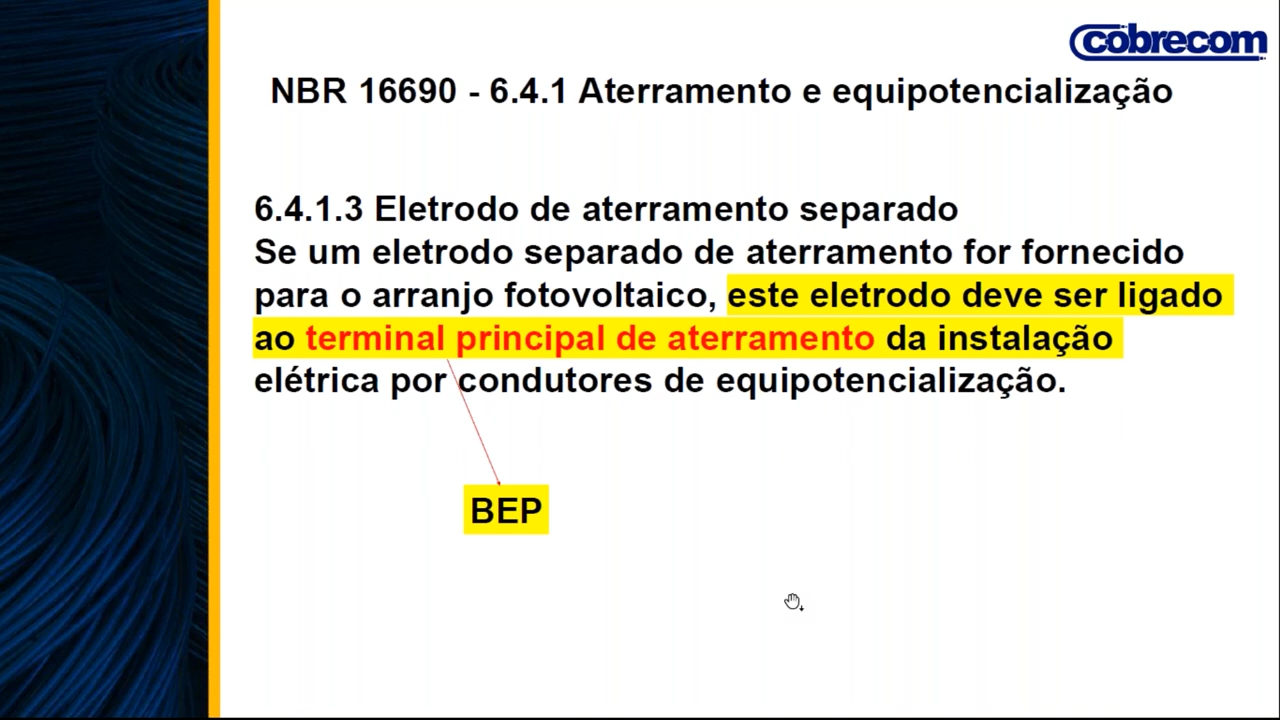 cobrecom
NBR 16690 - 6.4.1 Aterramento e equipotencialização
6.4.1.3 Eletrodo de aterramento separado
Se um eletrodo separado de aterramento for fornecido
para o arranjo fotovoltaico, este eletrodo deve ser ligado
ao terminal principal de aterramento da instalação
elétrica por condutores de equipotencialização.
BEP